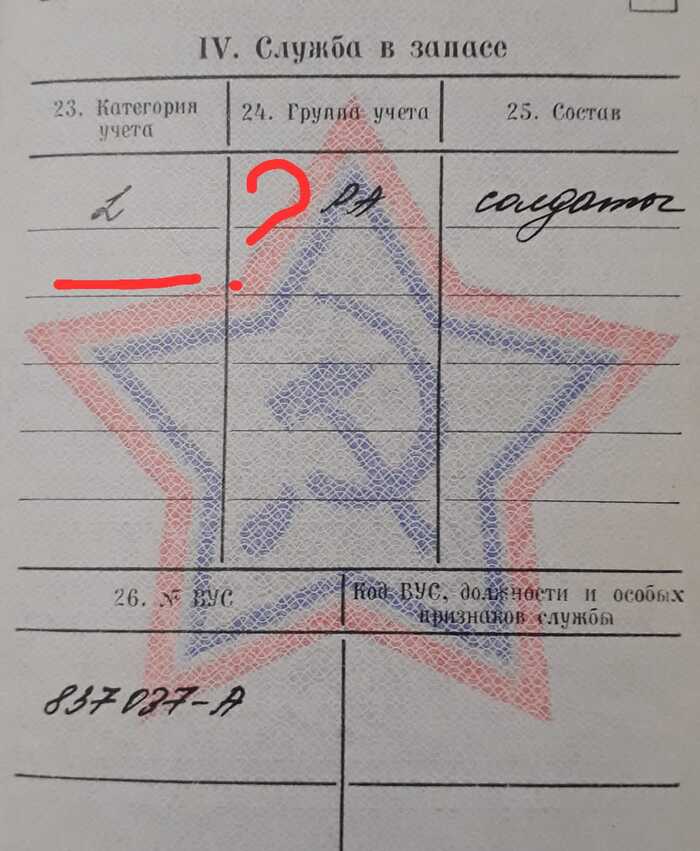 IV. Служба в запасе
23. Категория учета
24. Группа учета
25. Состав
?
РА
солдаты
26. № ВУС
Код ВУС, должности и особых признаков службы
837037-А